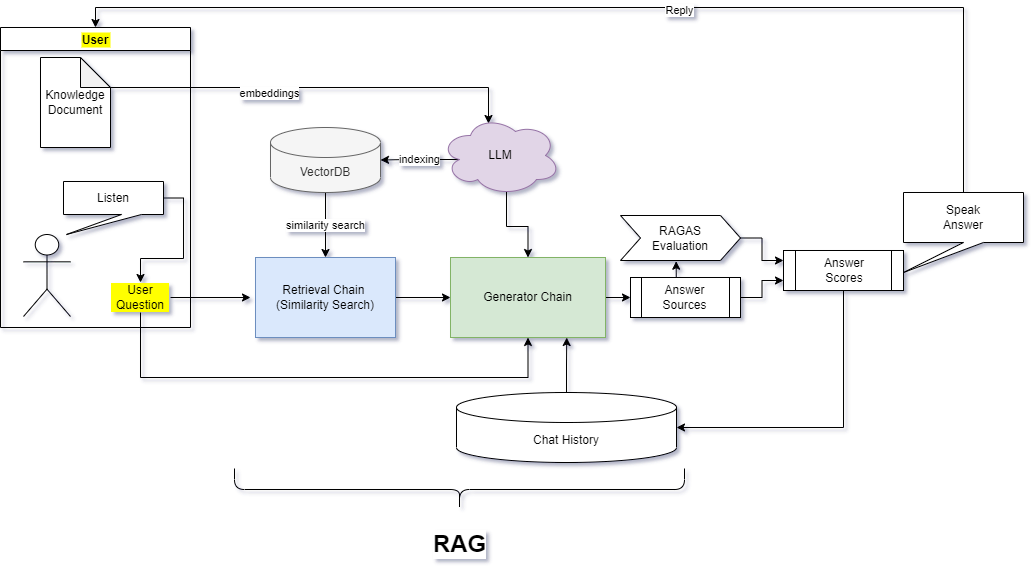 Reply
User
Knowledge
Document
embeddings
LLM
indexing
VectorDB
Listen
similarity search
Speak
Answer
RAGAS
Evaluation
Answer
Scores
User
Question
Retrieval Chain
(Similarity Search)
Generator Chain
Answer
Sources
Chat History
RAG